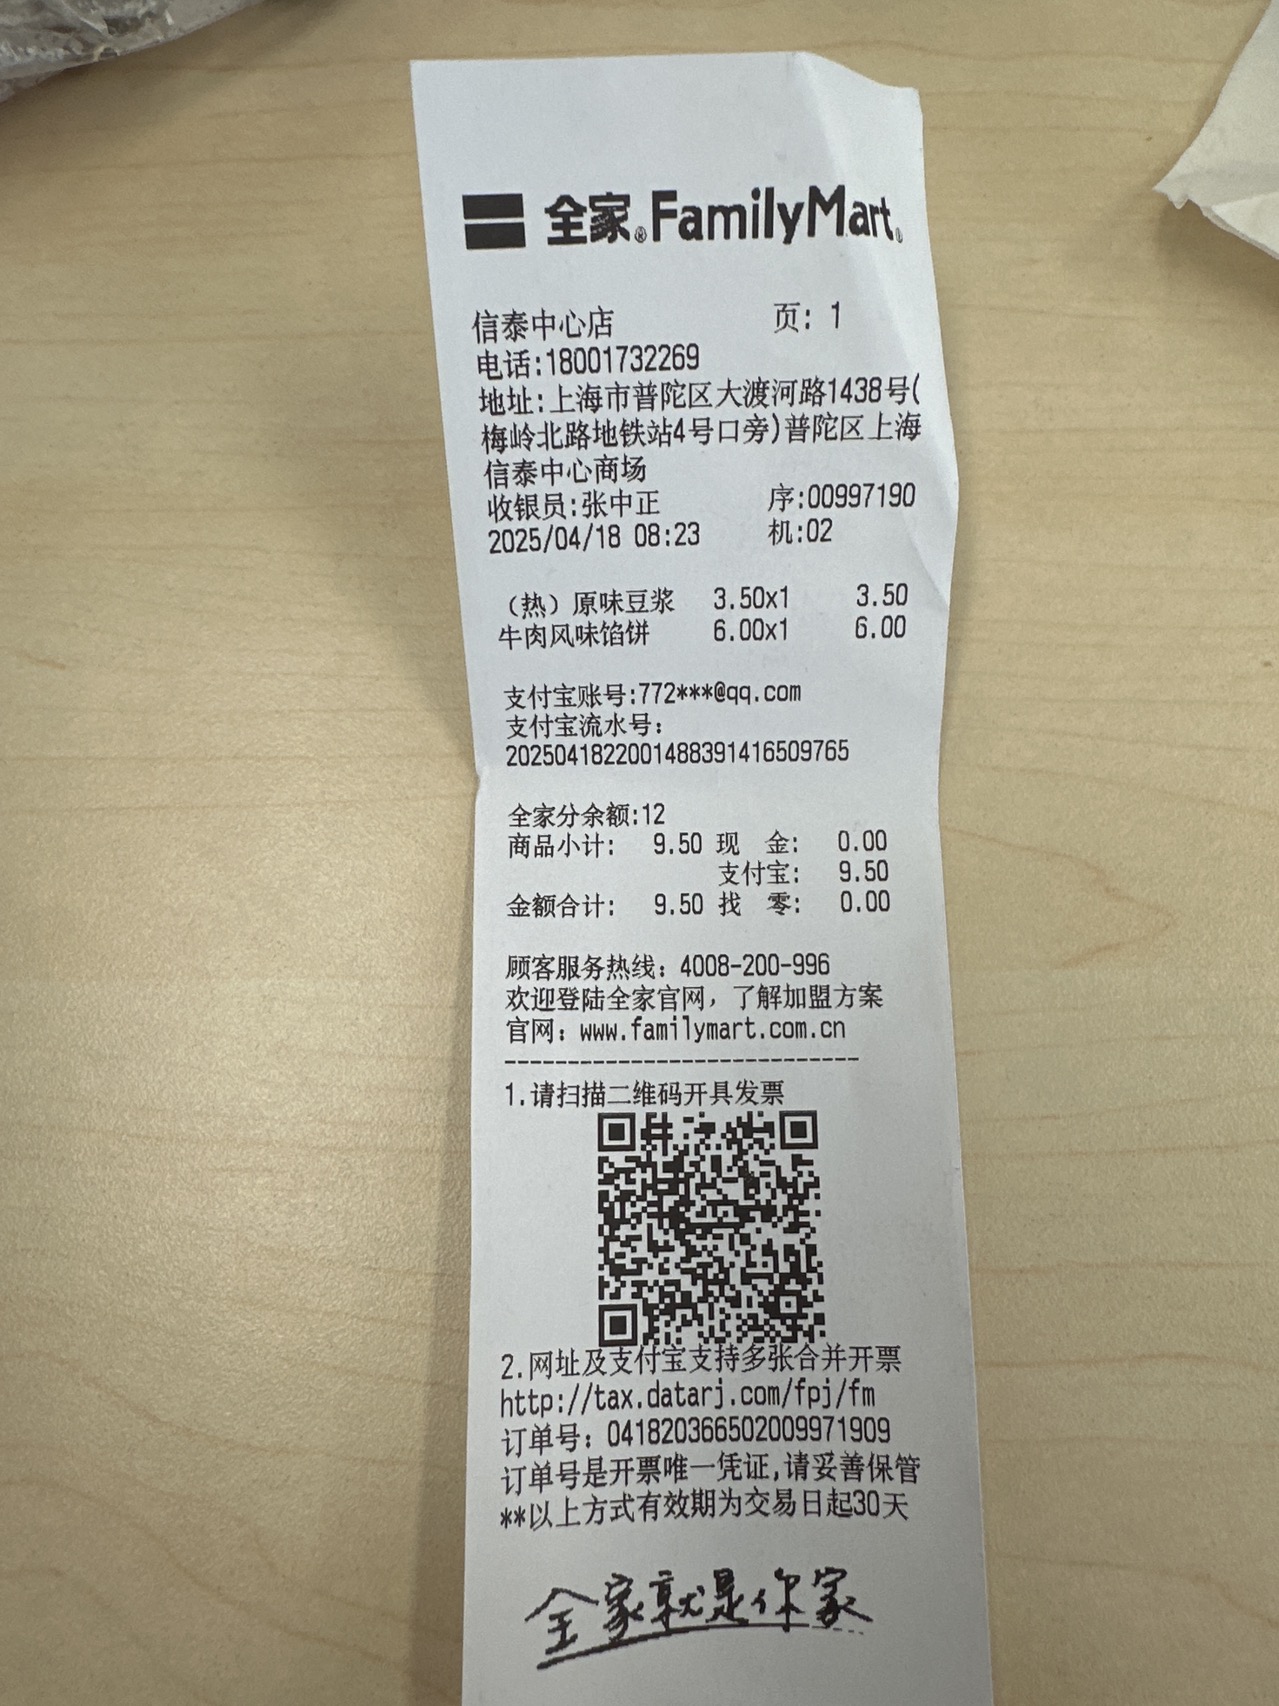 全家®FamilyMart®
信泰中心店 页: 1
电话:18001732269
地址:上海市普陀区大渡河路1438号(
梅岭北路地铁站4号口旁)普陀区上海
信泰中心商场
收银员:张中正 序:00997190
2025/04/18 08:23 机:02
（热）原味豆浆 3.50x1 3.50
牛肉风味馅饼 6.00x1 6.00
支付宝账号:772***@qq.com
支付宝流水号:
2025041822001488391416509765
全家分余额:12
商品小计: 9.50 现 金: 0.00
支付宝: 9.50
金额合计: 9.50 找 零: 0.00
顾客服务热线: 4008-200-996
欢迎登陆全家官网，了解加盟方案
官网: www.familymart.com.cn
----------------------------
1.请扫描二维码开具发票
2.网址及支付宝支持多张合并开票
http://tax.datarj.com/fpj/fm
订单号: 041820366502009971909
订单号是开票唯一凭证,请妥善保管
**以上方式有效期为交易日起30天
全家就是你家